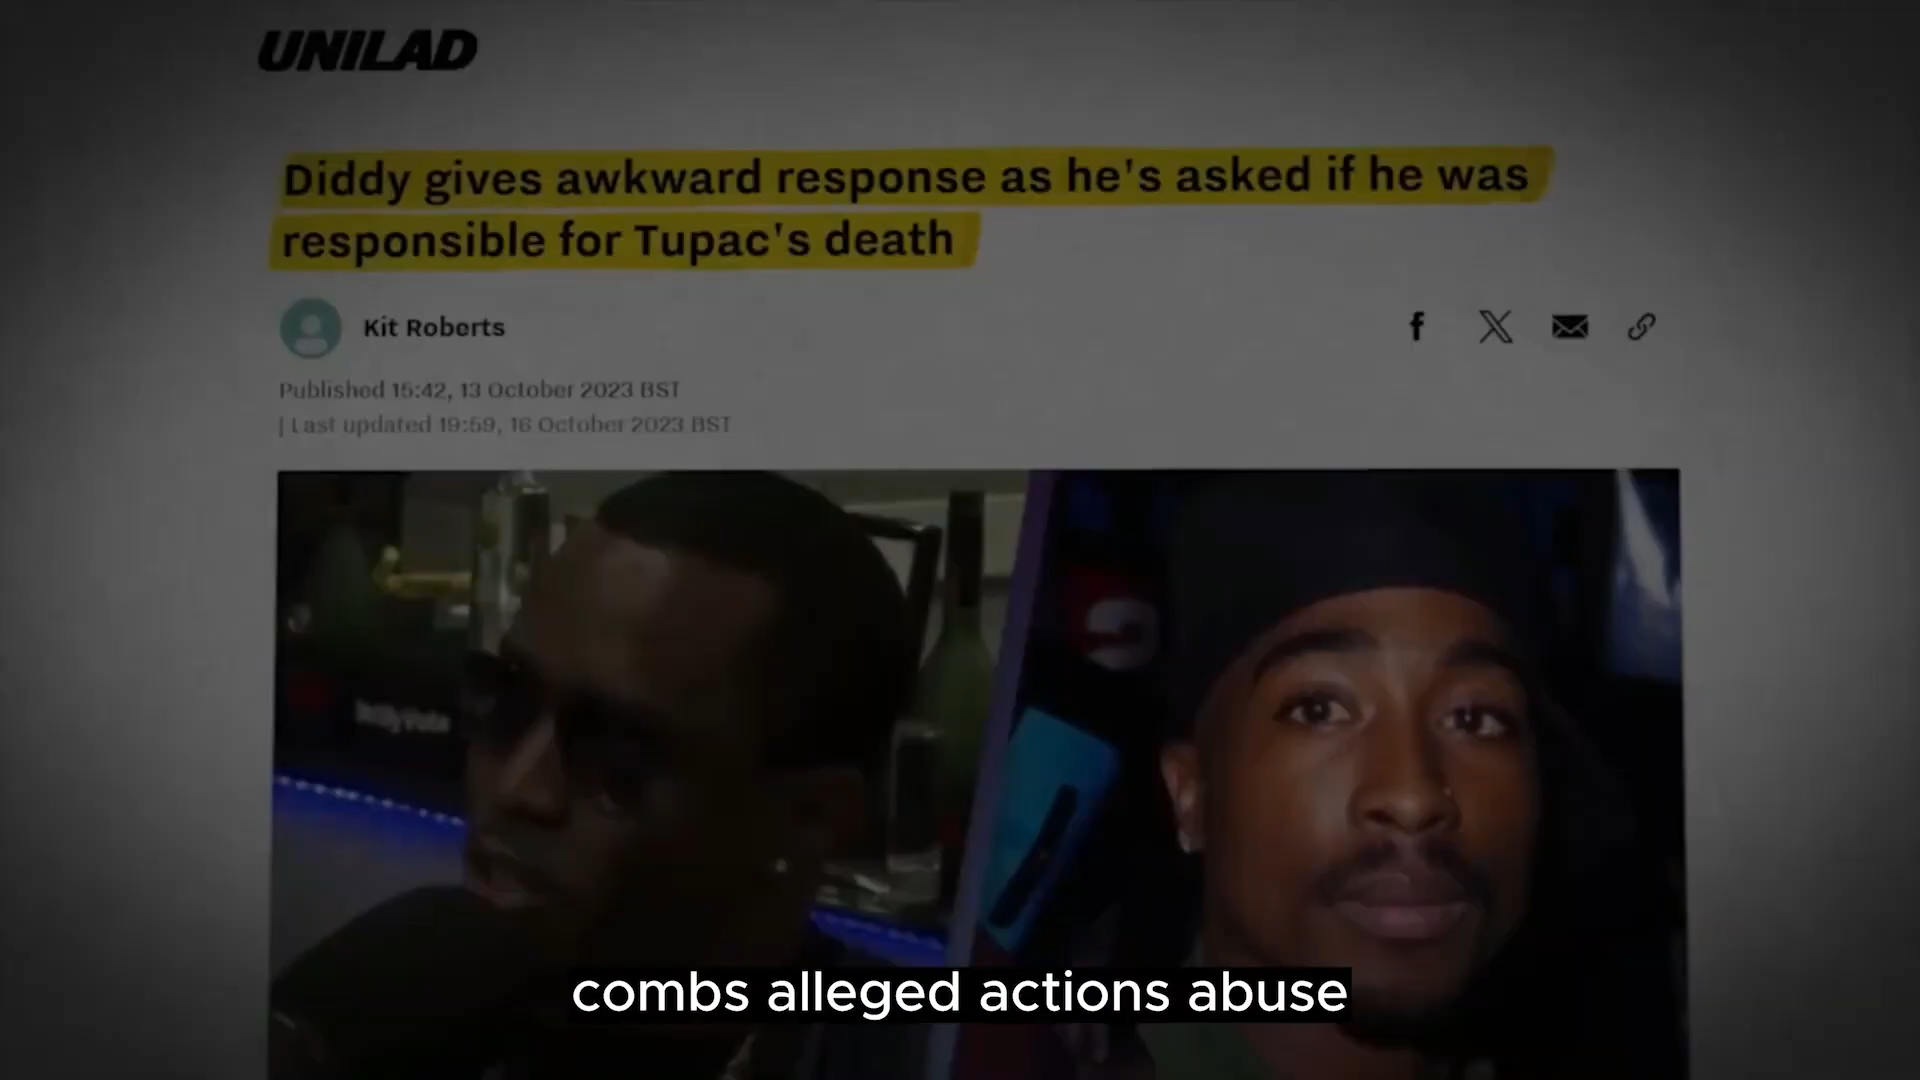 UNILAD
Diddy gives awkward response as he's asked if he was
responsible for Tupac's death
Kit Roberts
Published 15:42, 13 October 2023 BST
| Last updated 19:59, 16 October 2023 BST
combs alleged actions abuse